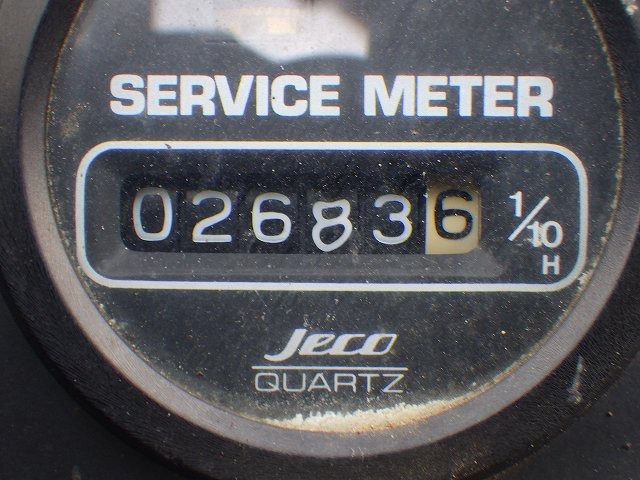 SERVICE METER
026836 1/10
H
Jeco
QUARTZ